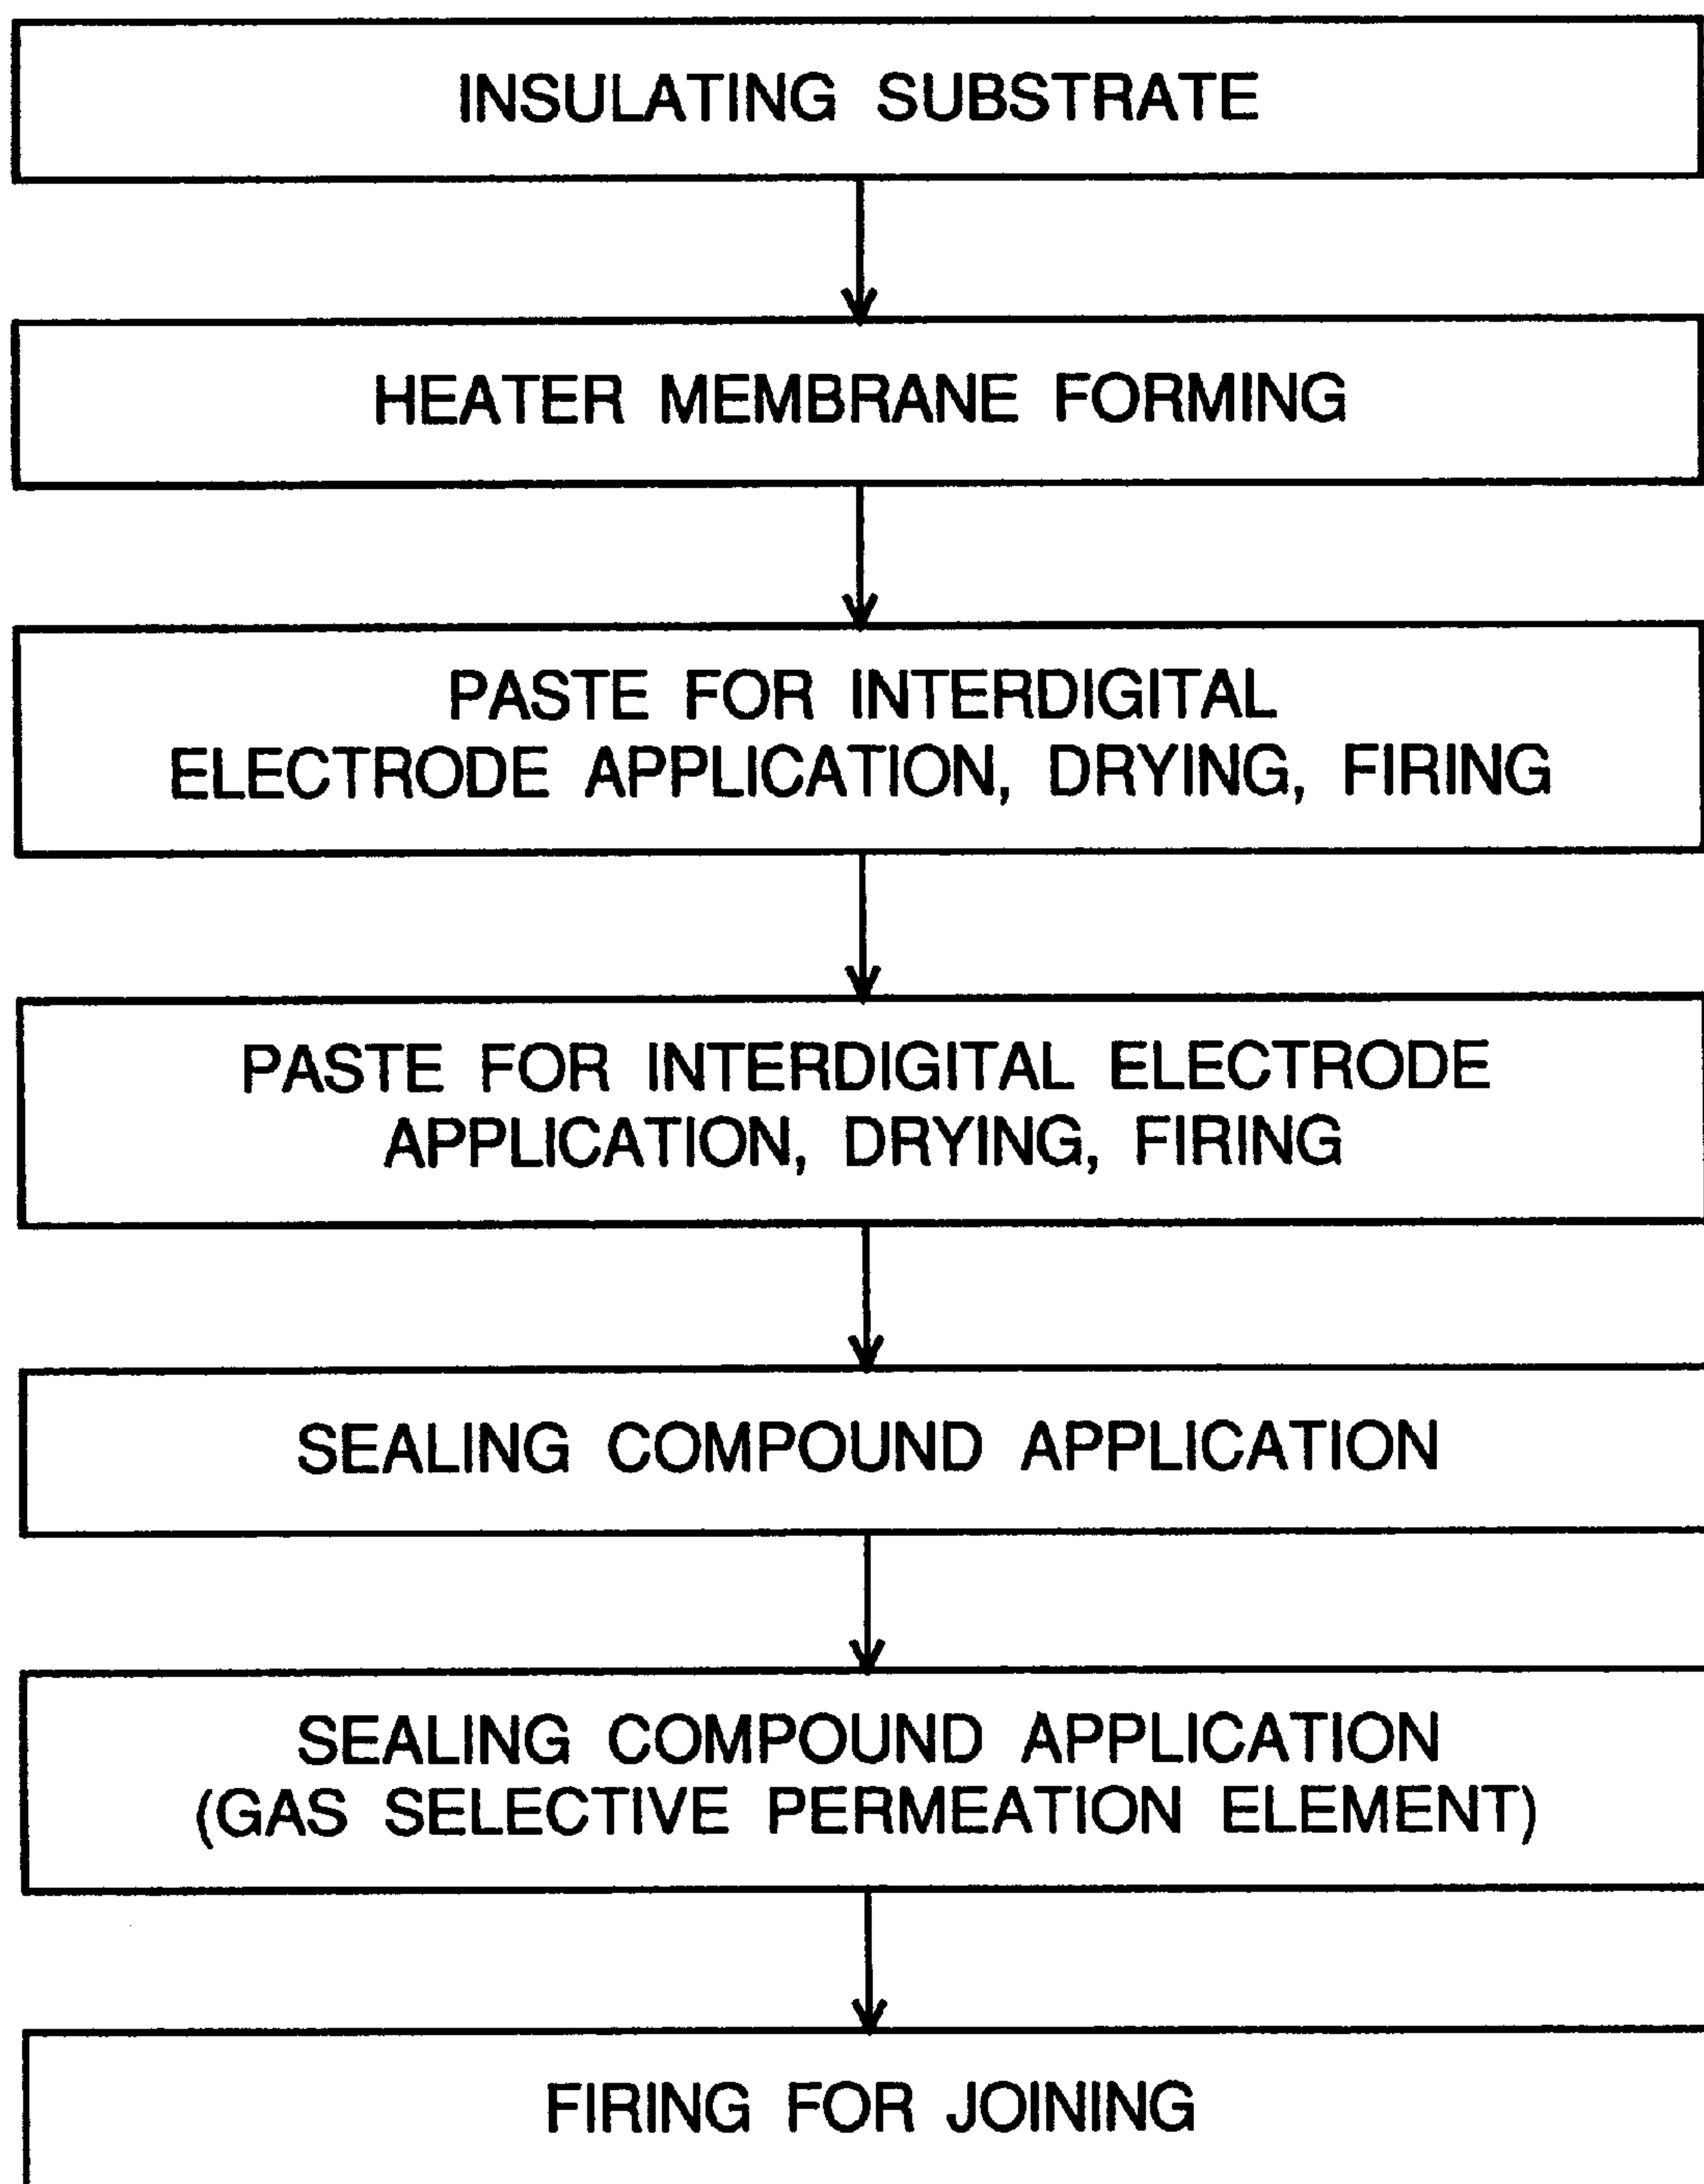 INSULATING SUBSTRATE
HEATER MEMBRANE FORMING
PASTE FOR INTERDIGITAL
ELECTRODE APPLICATION, DRYING, FIRING
PASTE FOR INTERDIGITAL ELECTRODE
APPLICATION, DRYING, FIRING
SEALING COMPOUND APPLICATION
SEALING COMPOUND APPLICATION
(GAS SELECTIVE PERMEATION ELEMENT)
FIRING FOR JOINING